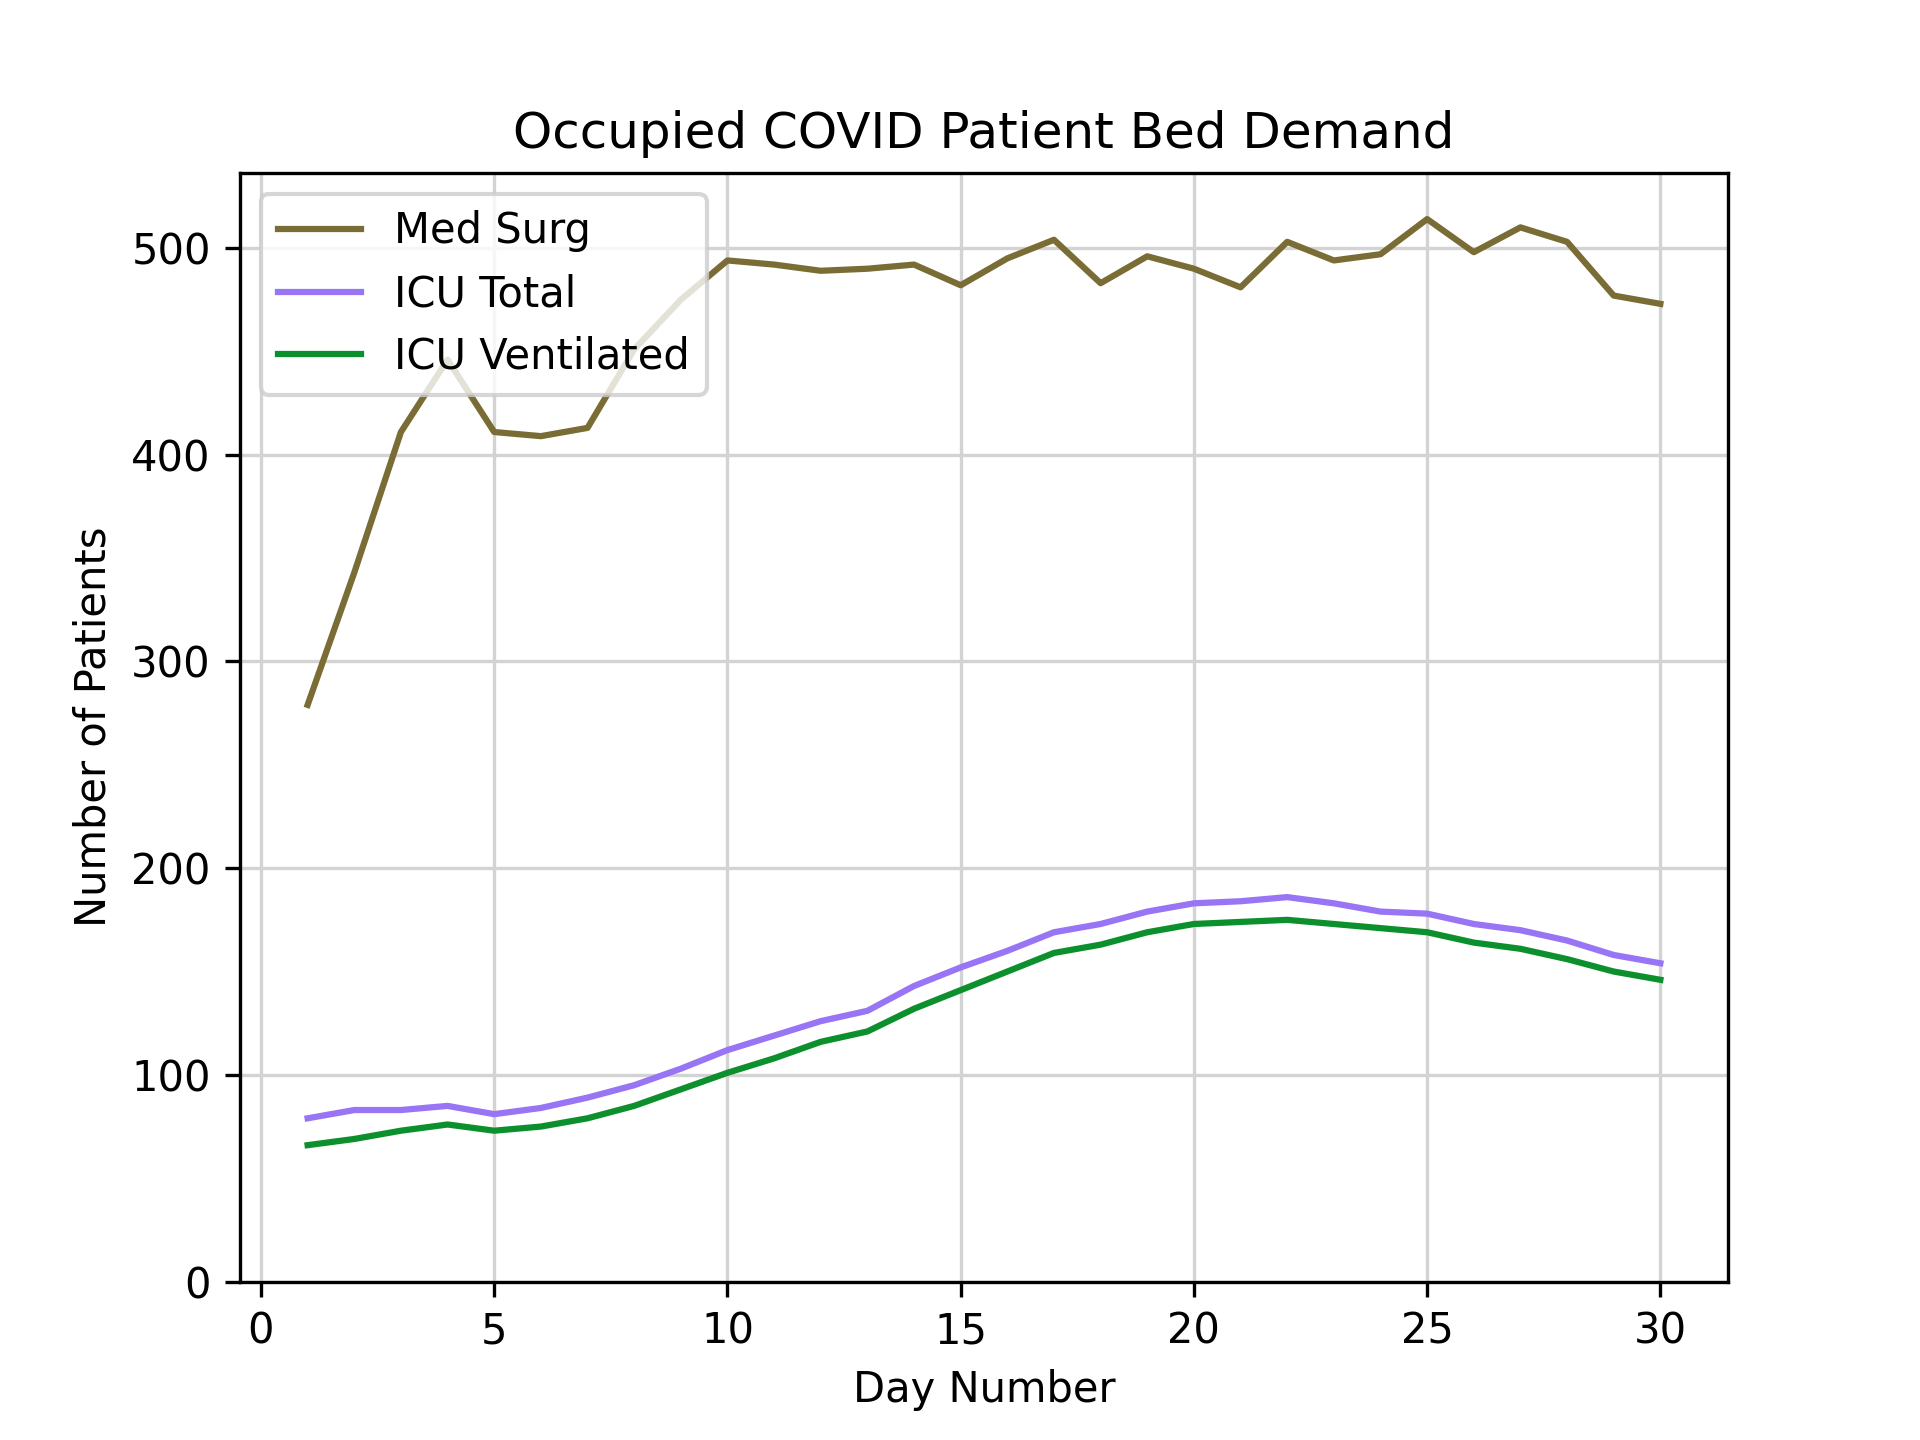 Occupied COVID Patient Bed Demand
Med Surg
ICU Total
ICU Ventilated
500
400
300
200
100
0
Number of Patients
0 5 10 15 20 25 30
Day Number